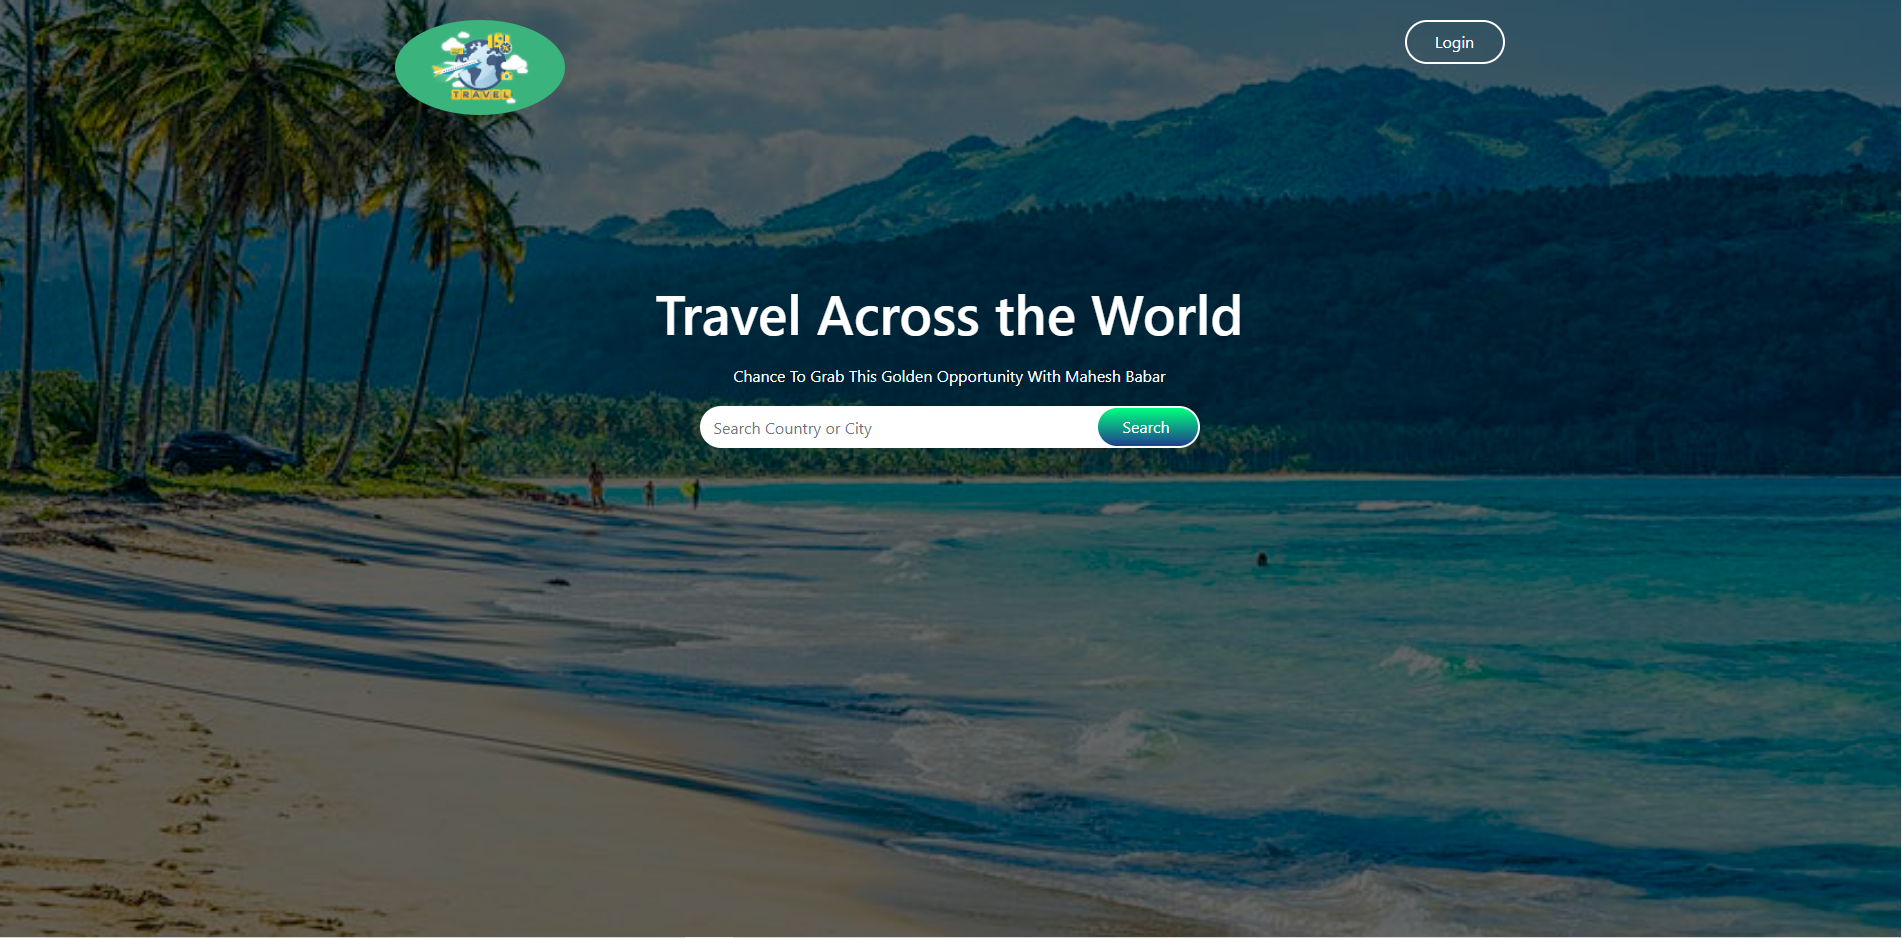 TRAVEL
Login
Travel Across the World
Chance To Grab This Golden Opportunity With Mahesh Babar
Search Country or City
Search